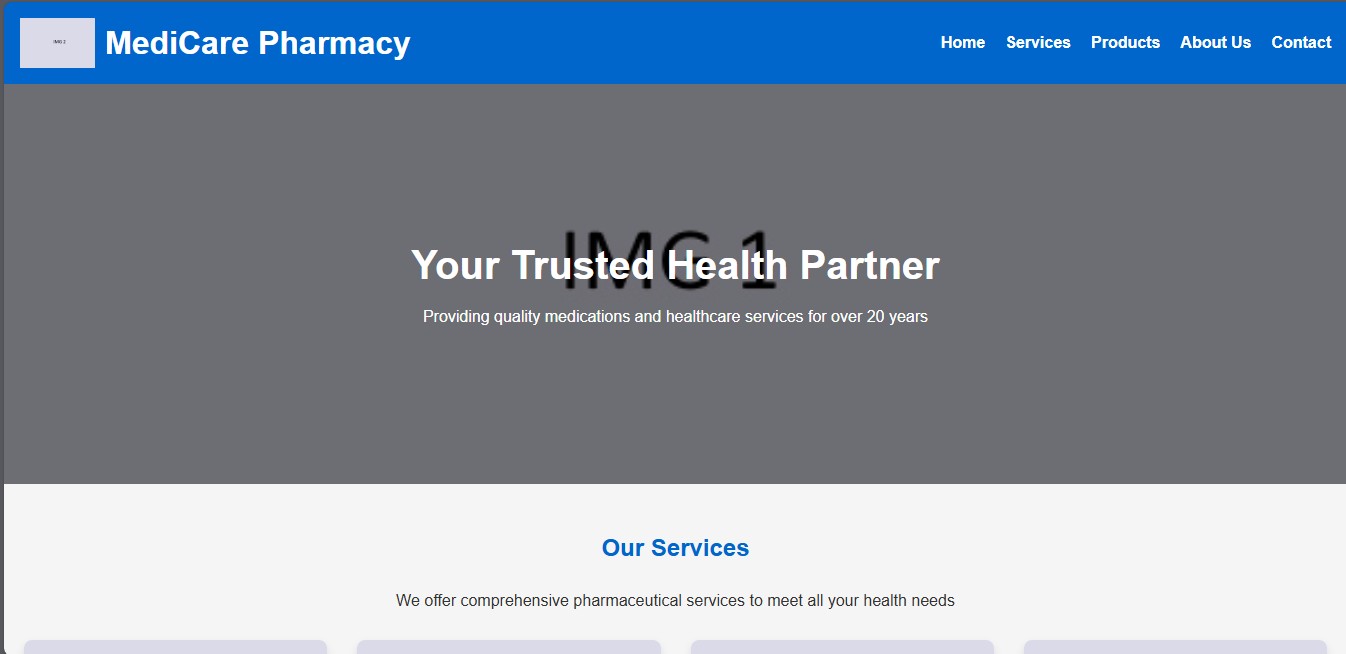 IMG 2
MediCare Pharmacy
Home
Services
Products
About Us
Contact
IMG 1
Your Trusted Health Partner
Providing quality medications and healthcare services for over 20 years
Our Services
We offer comprehensive pharmaceutical services to meet all your health needs